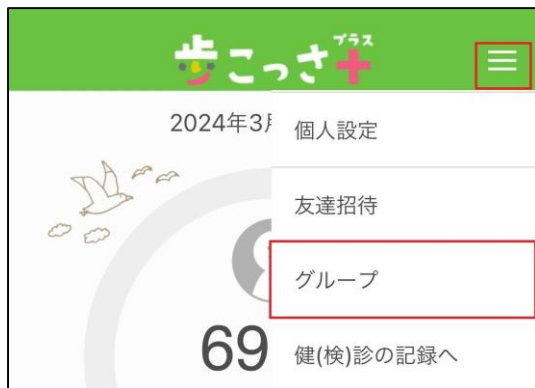 プラス
歩こっさ+
2024年3月
個人設定
友達招待
グループ
69
健(検)診の記録へ